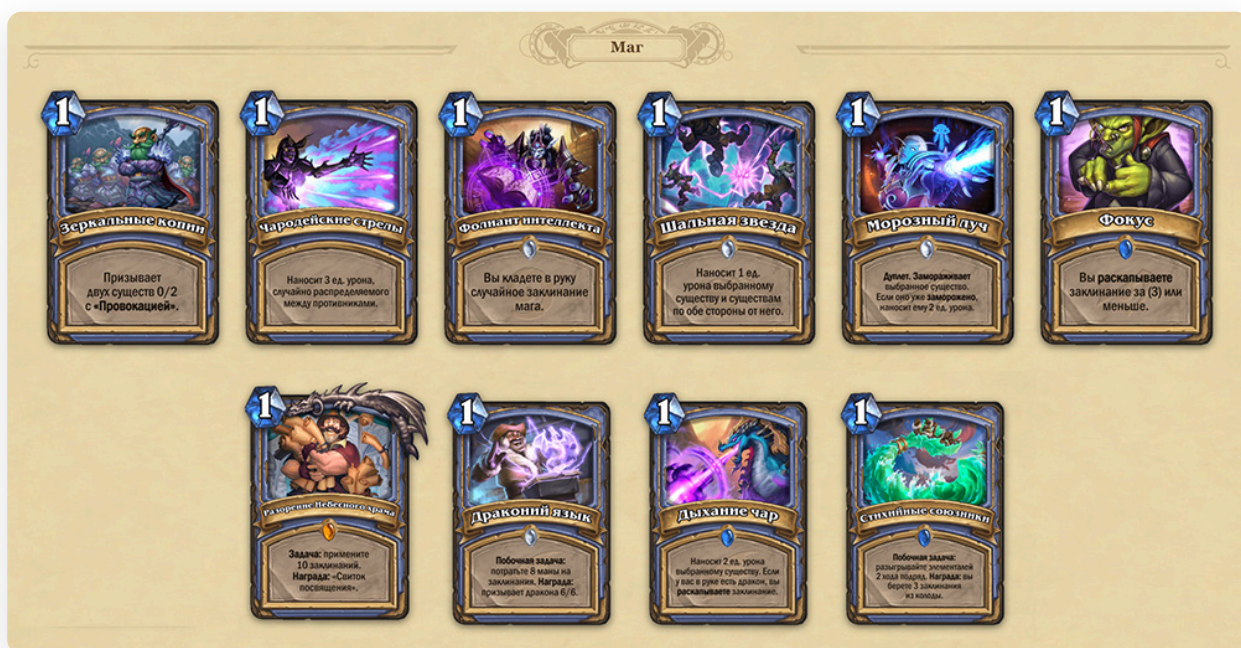 Маг
1
Зеркальные копии
Призывает
двух существ 0/2
с «Провокацией».
1
Чародейские стрелы
Наносит 3 ед. урона,
случайно распределяемого
между противниками.
1
Фолиант интеллекта
Вы кладете в руку
случайное заклинание
мага.
1
Шальная звезда
Наносит 1 ед.
урона выбранному
существу и существам
по обе стороны от него.
1
Морозный луч
Дуплет. Замораживает
выбранное существо.
Если оно уже заморожено,
наносит ему 2 ед. урона.
1
Фокус
Вы раскапываете
заклинание за (3) или
меньше.
1
Разорение Небесного храма
Задача: примените
10 заклинаний.
Награда: «Свиток
посвящения».
1
Драконий язык
Побочная задача:
потратьте 8 маны на
заклинания. Награда:
призывает дракона 6/6.
1
Дыхание чар
Наносит 2 ед. урона
выбранному существу. Если
у вас в руке есть дракон, вы
раскапываете заклинание.
1
Стихийные союзники
Побочная задача:
разыгрывайте элементалей
2 хода подряд. Награда: вы
берете 3 заклинания
из колоды.